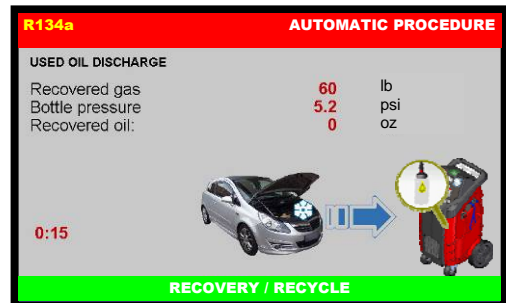 R134a AUTOMATIC PROCEDURE
USED OIL DISCHARGE
Recovered gas 60 lb
Bottle pressure 5.2 psi
Recovered oil: 0 oz
0:15
RECOVERY / RECYCLE